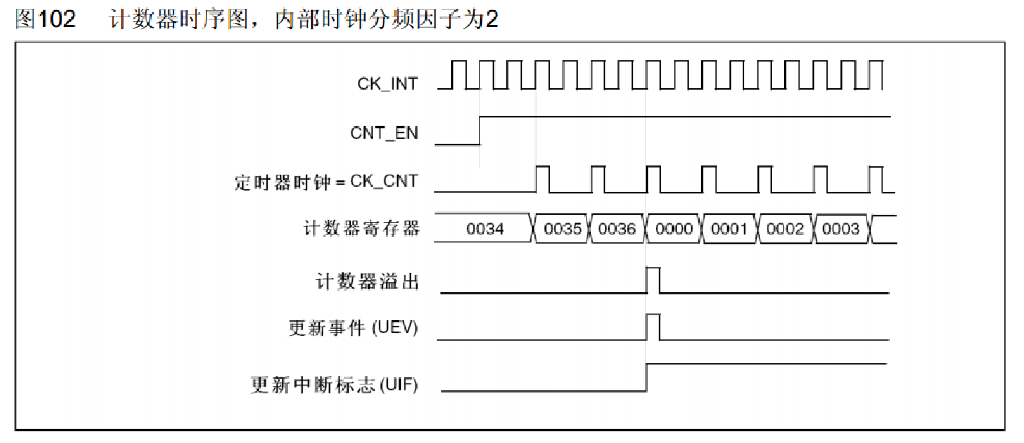 图102 计数器时序图，内部时钟分频因子为2
CK_INT
CNT_EN
定时器时钟 = CK_CNT
计数器寄存器 0034 0035 0036 0000 0001 0002 0003
计数器溢出
更新事件 (UEV)
更新中断标志 (UIF)